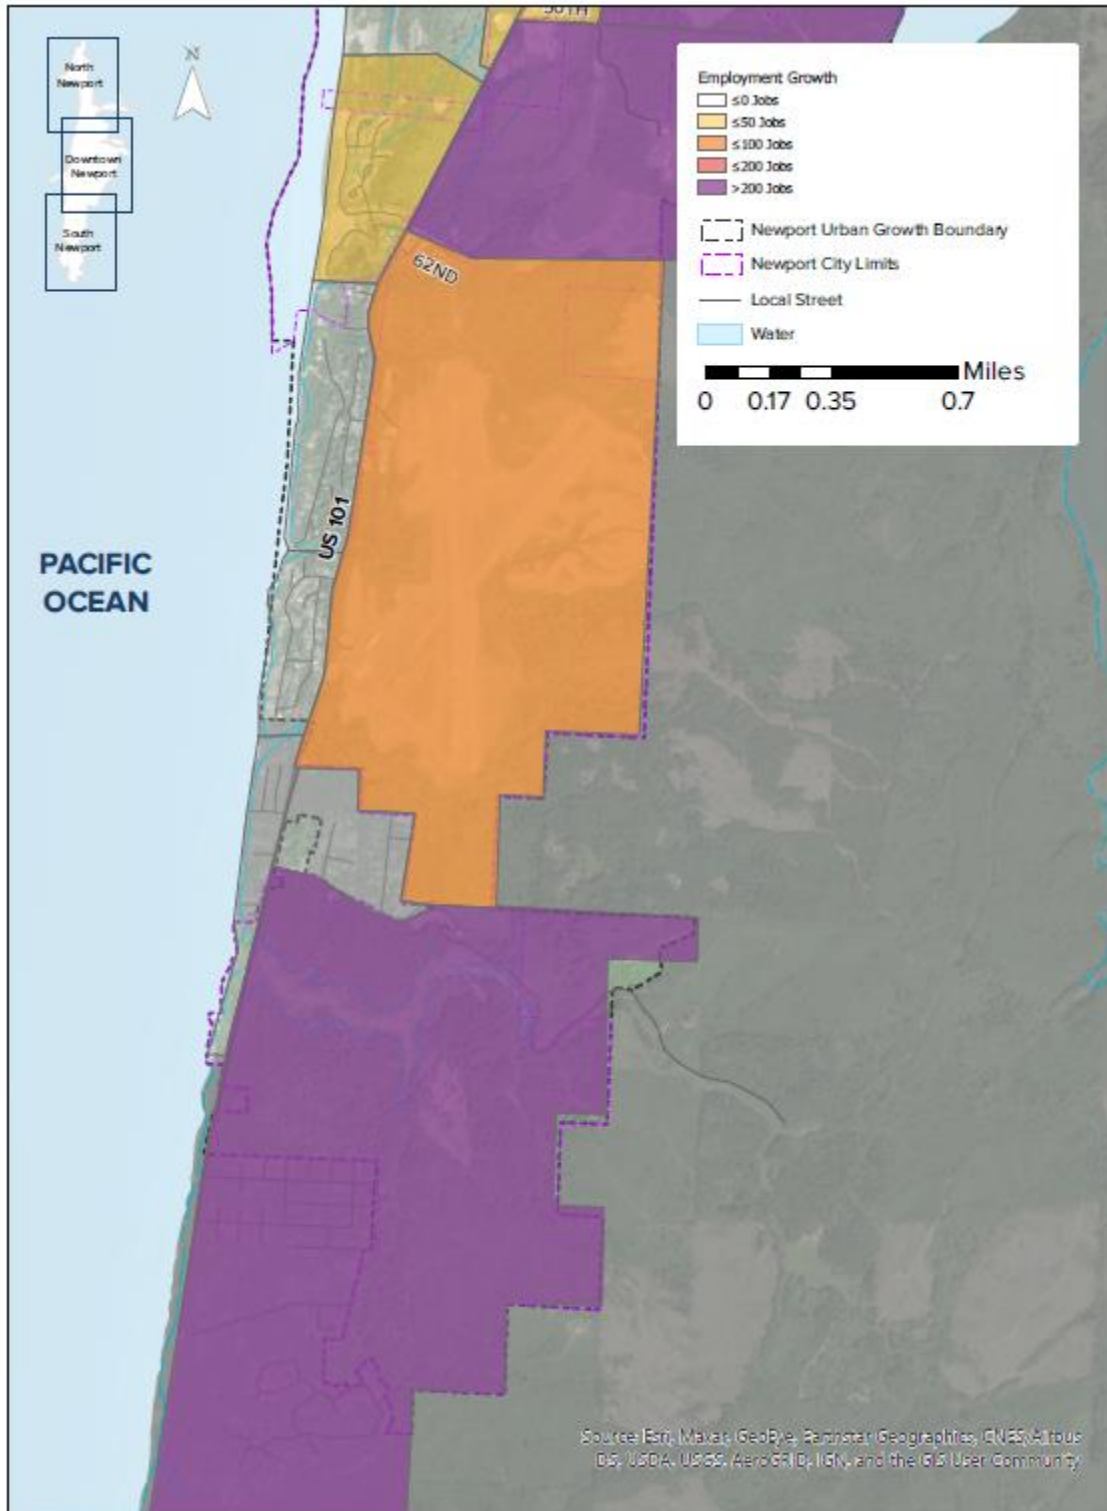 50TH
North
Newport
N
Downtown
Newport
South
Newport
Employment Growth
≤0 Jobs
≤50 Jobs
≤100 Jobs
≤200 Jobs
>200 Jobs
Newport Urban Growth Boundary
Newport City Limits
Local Street
Water
Miles
0 0.17 0.35 0.7
62ND
US 101
PACIFIC
OCEAN
Source: Esri, Maxar, GeoEye, Earthstar Geographics, CNES/Airbus
DS, USDA, USGS, AeroGRID, IGN, and the GIS User Community